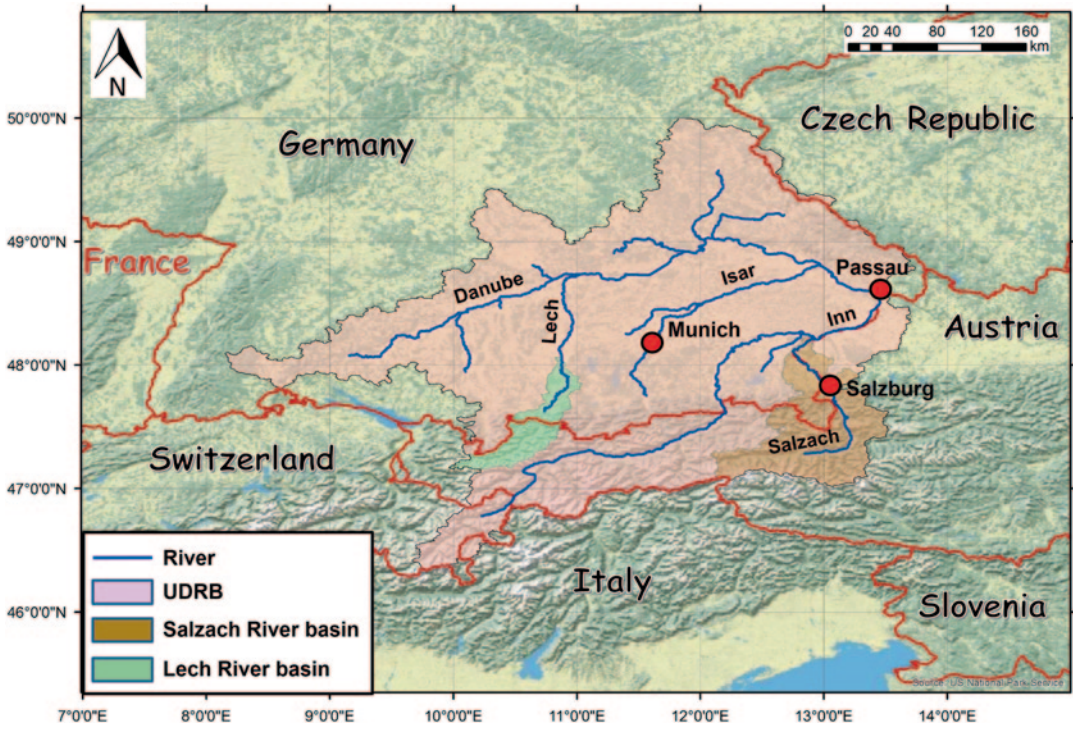 0 20 40 80 120 160
km
N
Germany
Czech Republic
France
Danube
Lech
Isar
Passau
Inn
Munich
Austria
Salzburg
Salzach
Switzerland
Italy
Slovenia
River
UDRB
Salzach River basin
Lech River basin
Source: US National Park Service
50°0'0"N
49°0'0"N
48°0'0"N
47°0'0"N
46°0'0"N
7°0'0"E 8°0'0"E 9°0'0"E 10°0'0"E 11°0'0"E 12°0'0"E 13°0'0"E 14°0'0"E